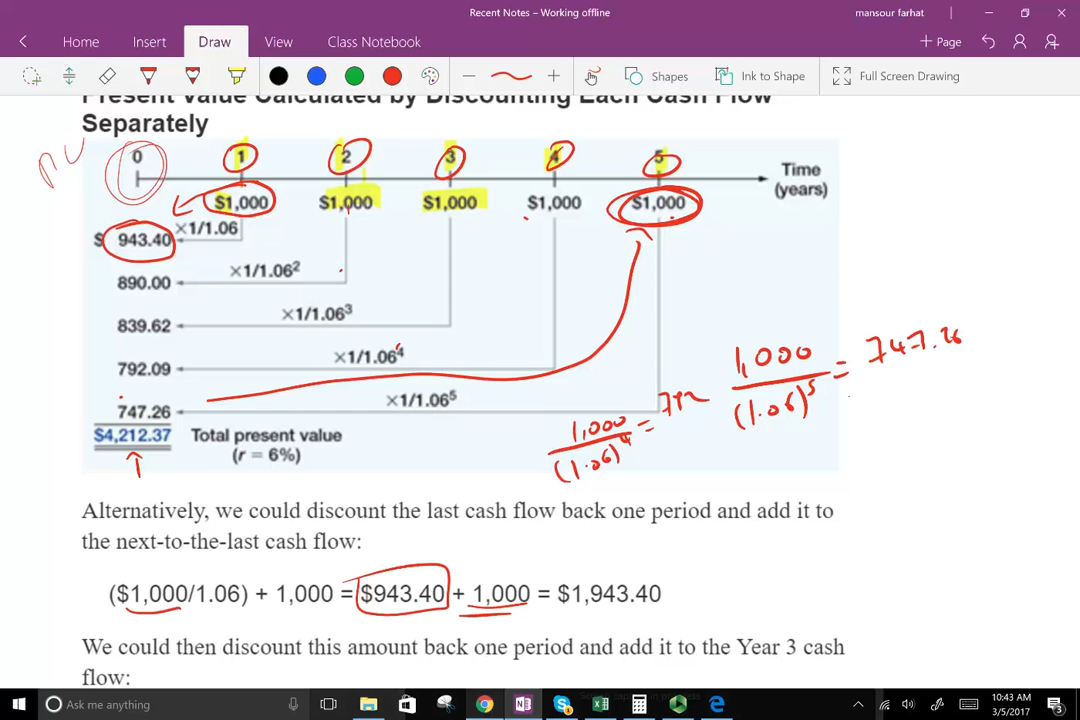 Recent Notes - Working offline
mansour farhat
Home Insert Draw View Class Notebook
Page
Shapes Ink to Shape Full Screen Drawing
Present Value Calculated by Discounting Each Cash Flow
Separately
PV
0 1 2 3 4 5
Time
(years)
$1,000 $1,000 $1,000 $1,000 $1,000
$ 943.40 ×1/1.06
890.00 ×1/1.06²
839.62 ×1/1.06³
792.09 ×1/1.06⁴
747.26 ×1/1.06⁵
$4,212.37 Total present value
(r = 6%)
1,000
(1.06)⁴ = 792
1,000
(1.06)⁵ = 747.26
Alternatively, we could discount the last cash flow back one period and add it to
the next-to-the-last cash flow:
($1,000/1.06) + 1,000 = $943.40 + 1,000 = $1,943.40
We could then discount this amount back one period and add it to the Year 3 cash
flow:
Ask me anything
10:43 AM
3/5/2017
3